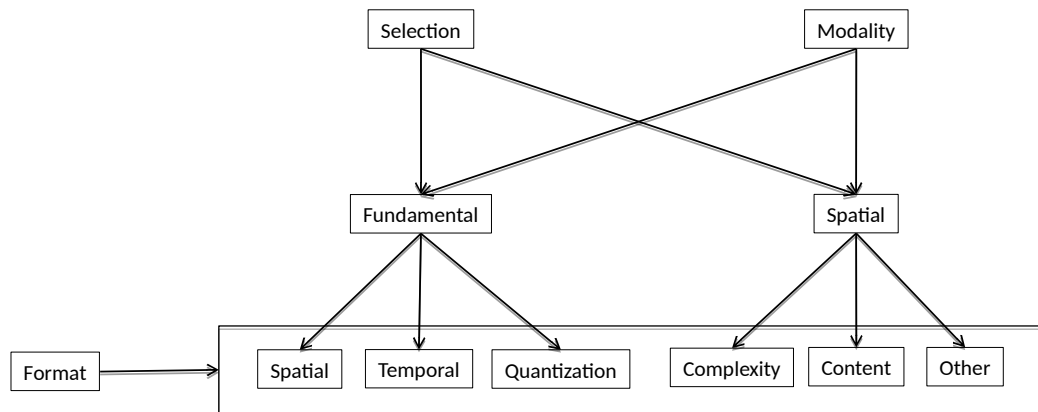 Selection
Modality
Fundamental
Spatial
Format
Spatial
Temporal
Quantization
Complexity
Content
Other